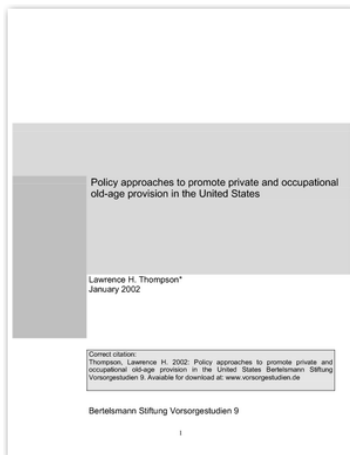 Policy approaches to promote private and occupational
old-age provision in the United States
Lawrence H. Thompson*
January 2002
Correct citation:
Thompson, Lawrence H. 2002: Policy approaches to promote private and
occupational old-age provision in the United States Bertelsmann Stiftung
Vorsorgestudien 9. Avaiable for download at: www.vorsorgestudien.de
Bertelsmann Stiftung Vorsorgestudien 9
1